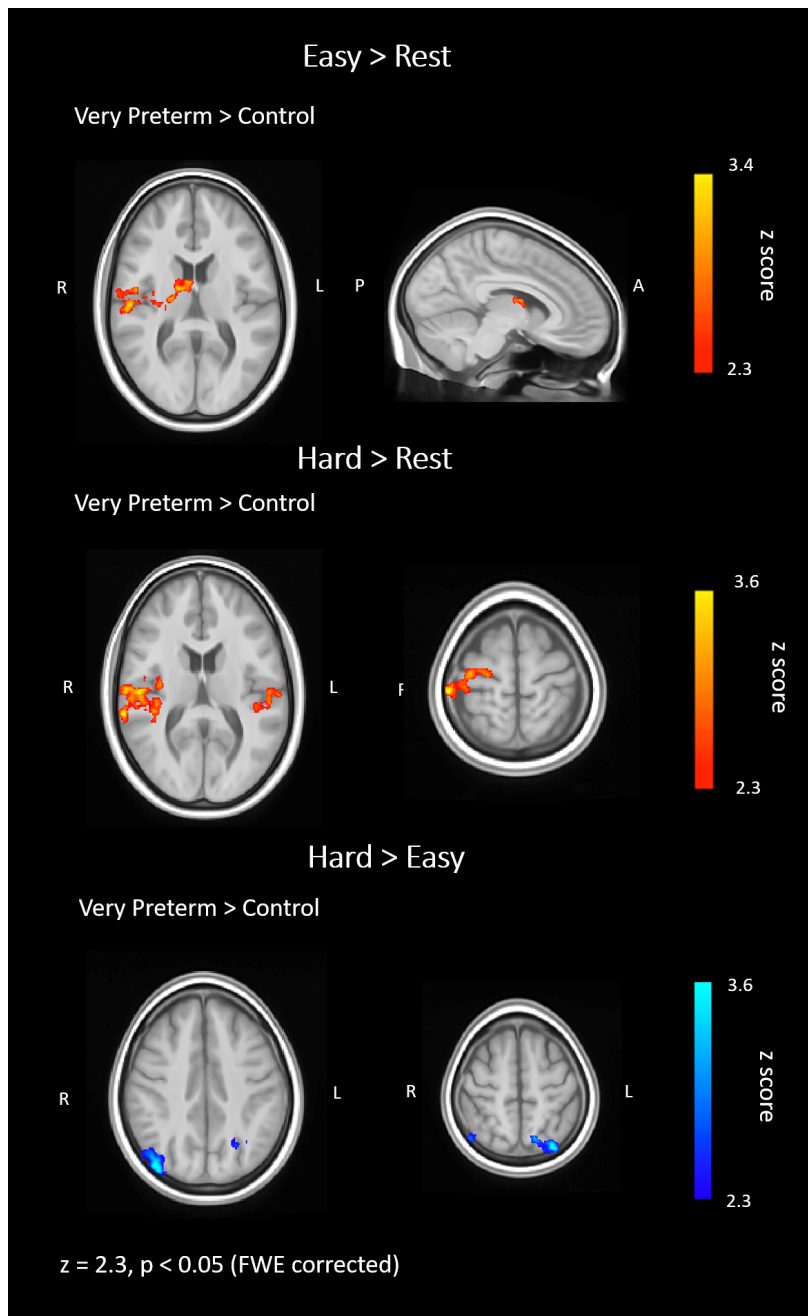 Easy > Rest
Very Preterm > Control
3.4
R
L
P
A
z score
2.3
Hard > Rest
Very Preterm > Control
3.6
R
L
z score
2.3
Hard > Easy
Very Preterm > Control
3.6
R
L
R
L
z score
2.3
z = 2.3, p < 0.05 (FWE corrected)